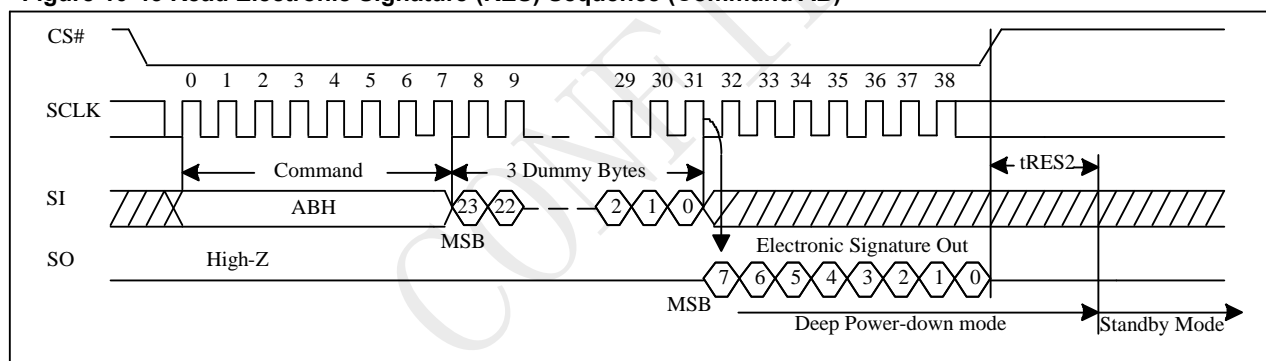 Figure 10-43 Read Electronic Signature (RES) Sequence (Command AB)
CS#
0 1 2 3 4 5 6 7 8 9 29 30 31 32 33 34 35 36 37 38
SCLK
Command 3 Dummy Bytes tRES2
SI ABH 23 22 2 1 0
MSB Electronic Signature Out
SO High-Z
7 6 5 4 3 2 1 0
MSB
Deep Power-down mode Standby Mode